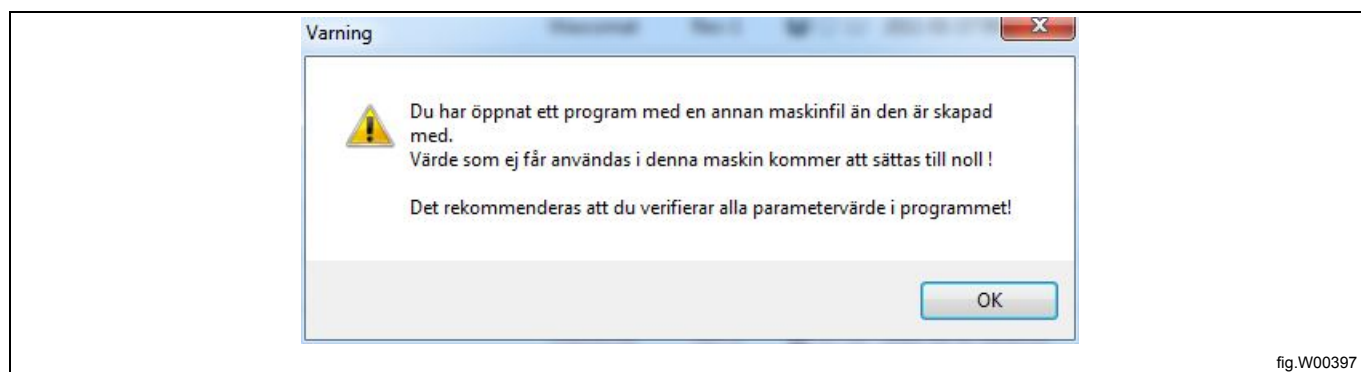 Varning
Du har öppnat ett program med en annan maskinfil än den är skapad
med.
Värde som ej får användas i denna maskin kommer att sättas till noll !
Det rekommenderas att du verifierar alla parametervärde i programmet!
OK
fig.W00397